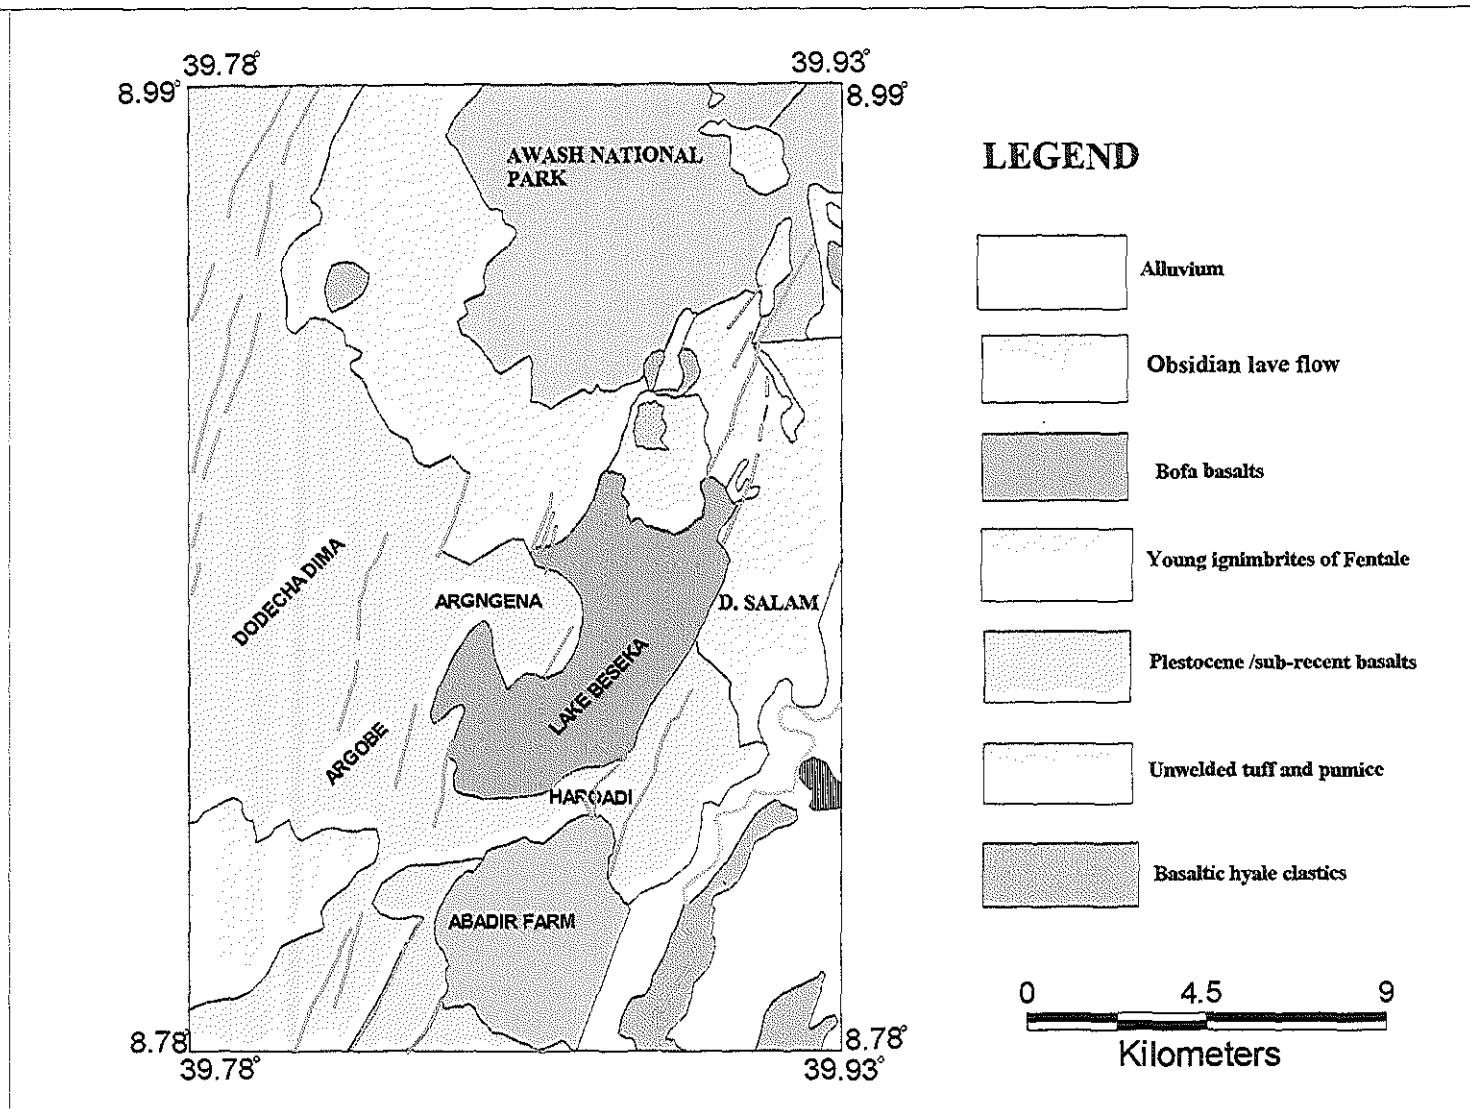 39.78°
39.93°
8.99°
8.99°
AWASH NATIONAL
PARK
LEGEND
Alluvium
Obsidian lave flow
Bofa basalts
DODECHA DIMA
Young ignimbrites of Fentale
ARGNGENA
D. SALAM
LAKE BESEKA
Plestocene /sub-recent basalts
ARGOBE
Unwelded tuff and pumice
HAROADI
Basaltic hyale clastics
ABADIR FARM
0 4.5 9
Kilometers
8.78°
8.78°
39.78°
39.93°